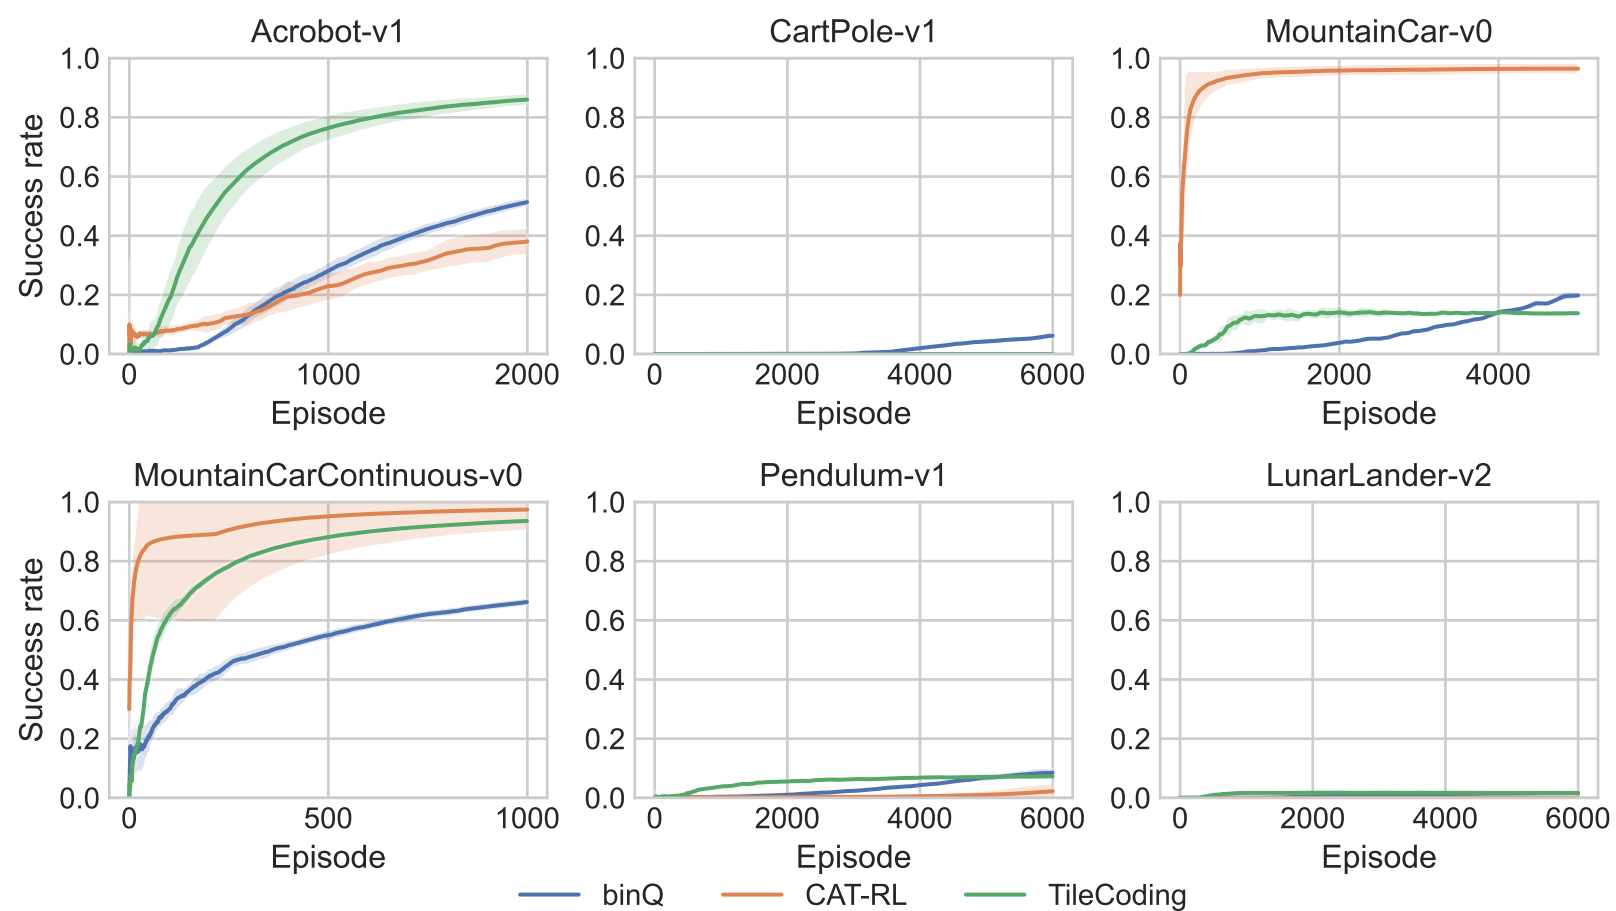 Acrobot-v1 CartPole-v1 MountainCar-v0
1.0 1.0 1.0
0.8 0.8 0.8
0.6 0.6 0.6
0.4 0.4 0.4
0.2 0.2 0.2
0.0 0.0 0.0
Success rate
0 1000 2000 0 2000 4000 6000 0 2000 4000
Episode Episode Episode
MountainCarContinuous-v0 Pendulum-v1 LunarLander-v2
1.0 1.0 1.0
0.8 0.8 0.8
0.6 0.6 0.6
0.4 0.4 0.4
0.2 0.2 0.2
0.0 0.0 0.0
Success rate
0 500 1000 0 2000 4000 6000 0 2000 4000 6000
Episode Episode Episode
binQ CAT-RL TileCoding